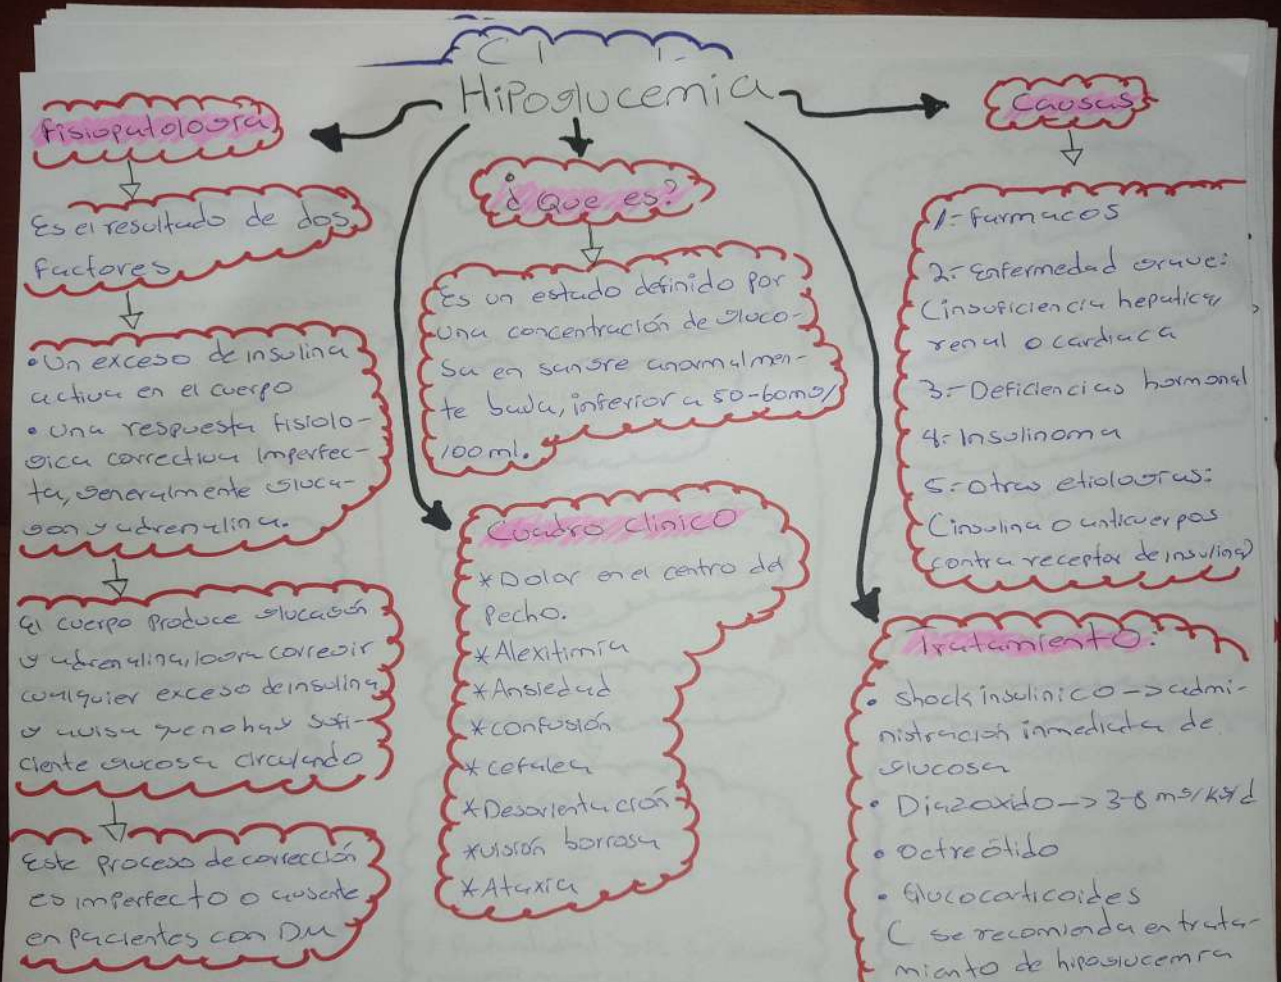 Hipoglucemia
Fisiopatologia
Es el resultado de dos
factores
• Un exceso de insulina
activa en el cuerpo
• Una respuesta fisiolo-
gica correctiva Imperfec-
ta, generalmente gluca-
gon y adrenalina.
El cuerpo produce glucagón
y adrenalina, logra corregir
cualquier exceso de insulina
y avisa que no hay sufi-
ciente glucosa circulando
Este proceso de corrección
es imperfecto o ausente
en pacientes con DM
¿Que es?
Es un estado definido por
una concentración de gluco-
sa en sangre anormalmen-
te baja, inferior a 50-60mg/
100ml.
Cuadro clinico
* Dolor en el centro del
pecho.
* Alexitimia
* Ansiedad
* confusión
* cefalea
* Desorientación
* visión borrosa
* Ataxia
Causas
1- farmacos
2- Enfermedad grave:
(insuficiencia hepatica,
renal o cardiaca
3- Deficiencias hormonal
4- Insulinoma
5- Otras etiologias:
(insulina o anticuerpos
contra receptor de insulina)
Tratamiento:
• shock insulinico -> admi-
nistración inmediata de
glucosa
• Diazoxido -> 3-8 mg/kg/d
• Octreótido
• Glucocorticoides
( se recomienda en trata-
miento de hipoglucemia